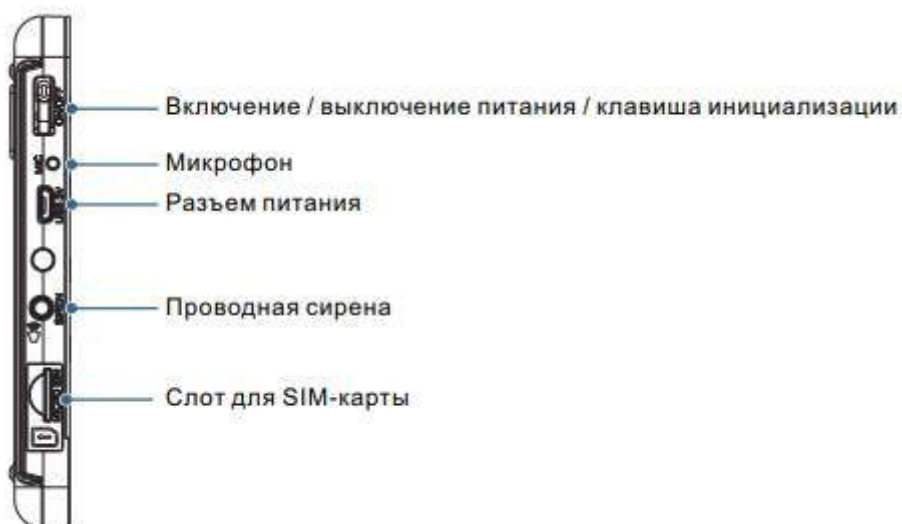 Включение / выключение питания / клавиша инициализации
Микрофон
Разъем питания
Проводная сирена
Слот для SIM-карты